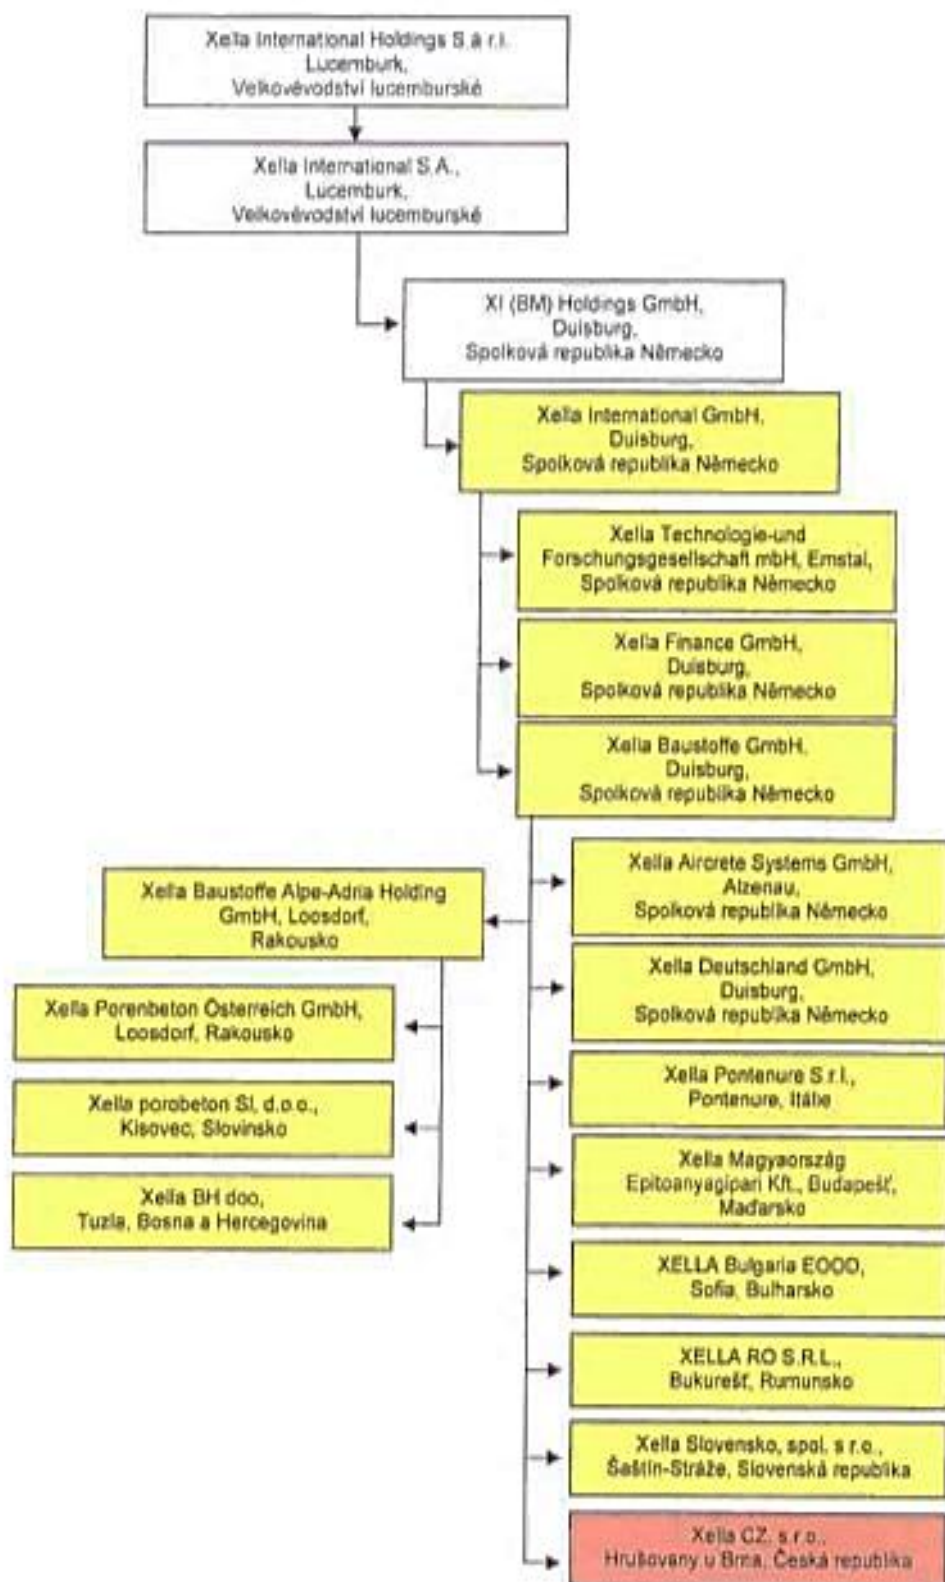 Xella International Holdings S.à r.l.
Lucemburk,
Velkovévodství lucemburské
Xella International S.A.,
Lucemburk,
Velkovévodství lucemburské
XI (BM) Holdings GmbH,
Duisburg,
Spolková republika Německo
Xella International GmbH,
Duisburg,
Spolková republika Německo
Xella Technologie-und
Forschungsgesellschaft mbH, Emstal,
Spolková republika Německo
Xella Finance GmbH,
Duisburg,
Spolková republika Německo
Xella Baustoffe GmbH,
Duisburg,
Spolková republika Německo
Xella Baustoffe Alpe-Adria Holding
GmbH, Loosdorf,
Rakousko
Xella Porenbeton Österreich GmbH,
Loosdorf, Rakousko
Xella porobeton SI, d.o.o.,
Kisovec, Slovinsko
Xella BH doo,
Tuzla, Bosna a Hercegovina
Xella Aircrete Systems GmbH,
Alzenau,
Spolková republika Německo
Xella Deutschland GmbH,
Duisburg,
Spolková republika Německo
Xella Pontenure S.r.l.,
Pontenure, Itálie
Xella Magyaország
Epitoanyagipari Kft., Budapešť,
Maďarsko
XELLA Bulgaria EOOD,
Sofia, Bulharsko
XELLA RO S.R.L.,
Bukurešť, Rumunsko
Xella Slovensko, spol. s r.o.,
Šaštín-Stráže, Slovenská republika
Xella CZ, s.r.o.,
Hrušovany u Brna, Česká republika